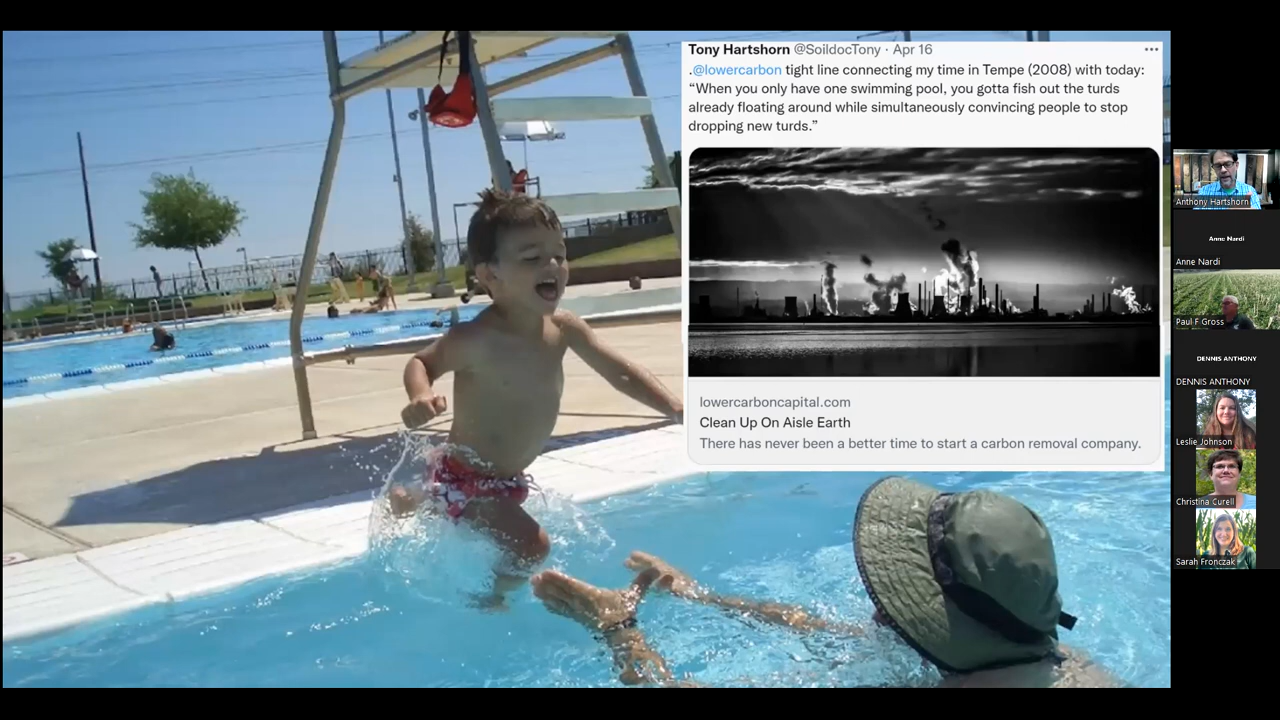 Tony Hartshorn @SoildocTony · Apr 16 ...
.@lowercarbon tight line connecting my time in Tempe (2008) with today:
“When you only have one swimming pool, you gotta fish out the turds
already floating around while simultaneously convincing people to stop
dropping new turds.”
lowercarboncapital.com
Clean Up On Aisle Earth
There has never been a better time to start a carbon removal company.
Anthony Hartshorn
Anne Nardi
Anne Nardi
Paul F Gross
DENNIS ANTHONY
DENNIS ANTHONY
Leslie Johnson
Christina Curell
Sarah Fronczak